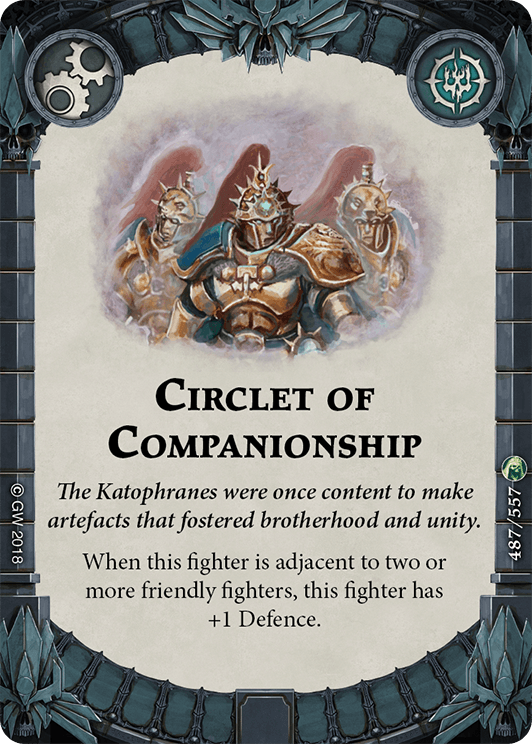 Circlet of
Companionship
The Katophranes were once content to make
artefacts that fostered brotherhood and unity.
When this fighter is adjacent to two or
more friendly fighters, this fighter has
+1 Defence.
©GW 2018
487/557